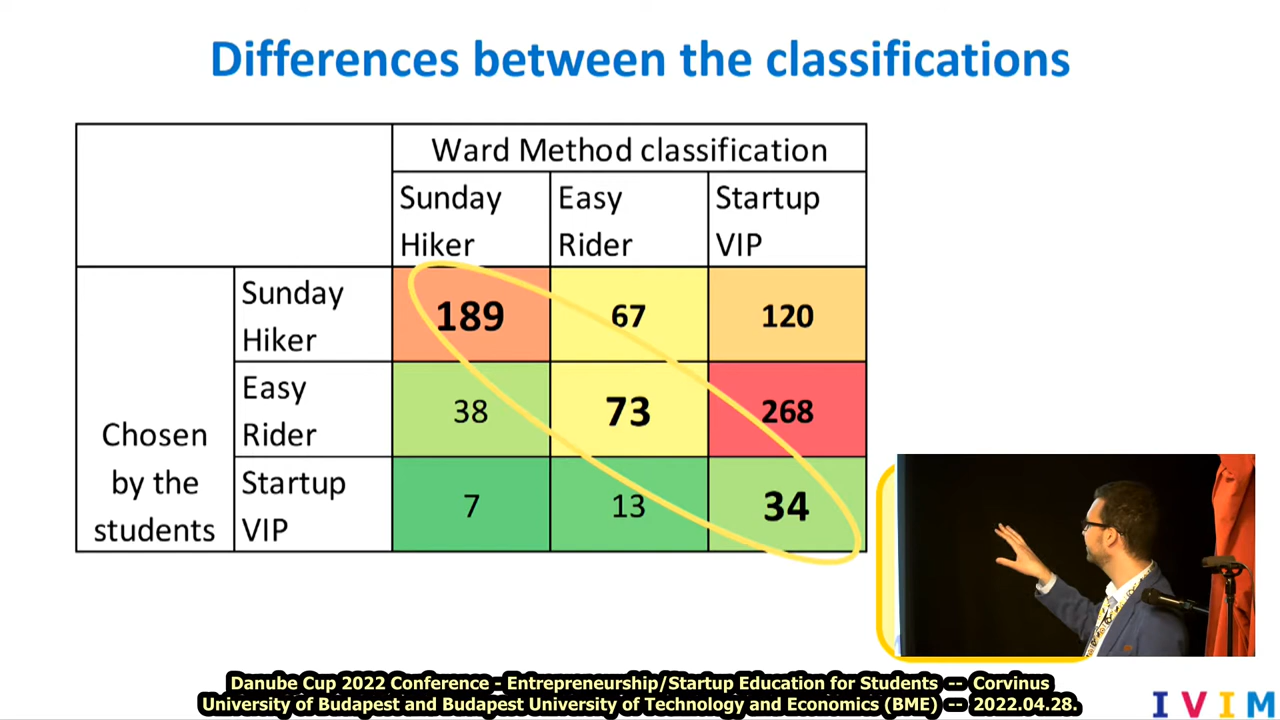 Differences between the classifications
Ward Method classification
Sunday
Hiker
Easy
Rider
Startup
VIP
Chosen
by the
students
Sunday
Hiker
189
67
120
Easy
Rider
38
73
268
Startup
VIP
7
13
34
Danube Cup 2022 Conference - Entrepreneurship/Startup Education for Students -- Corvinus
University of Budapest and Budapest University of Technology and Economics (BME) -- 2022.04.28.
IVIM